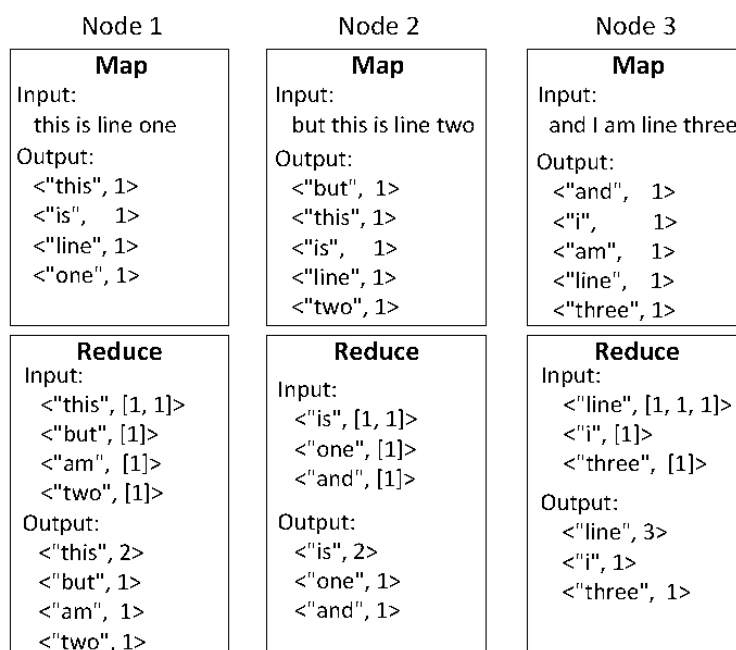 Node 1
Map
Input:
this is line one
Output:
<"this", 1>
<"is", 1>
<"line", 1>
<"one", 1>
Reduce
Input:
<"this", [1, 1]>
<"but", [1]>
<"am", [1]>
<"two", [1]>
Output:
<"this", 2>
<"but", 1>
<"am", 1>
<"two", 1>
Node 2
Map
Input:
but this is line two
Output:
<"but", 1>
<"this", 1>
<"is", 1>
<"line", 1>
<"two", 1>
Reduce
Input:
<"is", [1, 1]>
<"one", [1]>
<"and", [1]>
Output:
<"is", 2>
<"one", 1>
<"and", 1>
Node 3
Map
Input:
and I am line three
Output:
<"and", 1>
<"i", 1>
<"am", 1>
<"line", 1>
<"three", 1>
Reduce
Input:
<"line", [1, 1, 1]>
<"i", [1]>
<"three", [1]>
Output:
<"line", 3>
<"i", 1>
<"three", 1>